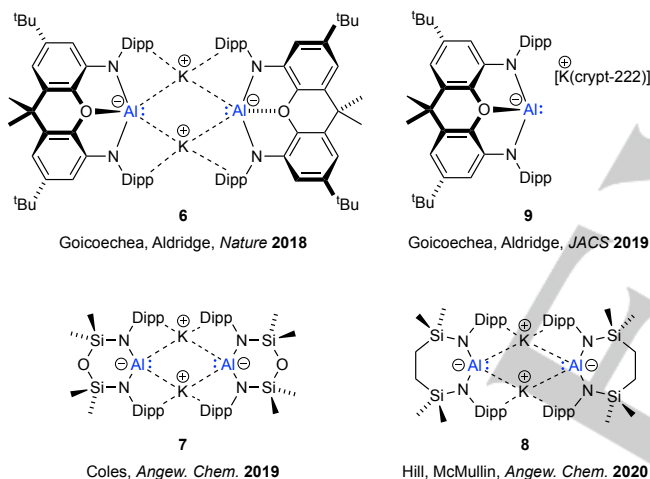 tBu Dipp Dipp tBu
N K ⊕ N
O Al ⊖ Al ⊖ O
N K ⊕ N
tBu Dipp Dipp tBu
6
Goicoechea, Aldridge, Nature 2018
tBu Dipp
N ⊕
O Al: ⊖ [K(crypt-222)]
N
tBu Dipp
9
Goicoechea, Aldridge, JACS 2019
Dipp ⊕ Dipp
Si N K N Si
O ⊖ Al: :Al ⊖ O
Si N K N Si
Dipp ⊕ Dipp
7
Coles, Angew. Chem. 2019
Dipp ⊕ Dipp
Si N K N Si
⊖ Al: :Al ⊖
Si N K N Si
Dipp ⊕ Dipp
8
Hill, McMullin, Angew. Chem. 2020